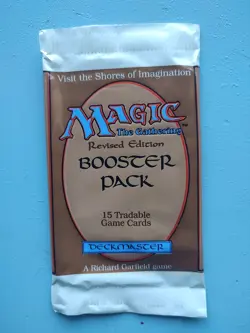 Visit the Shores of Imagination
MAGIC™
The Gathering
Revised Edition
BOOSTER
PACK
15 Tradable
Game Cards
DECKMASTER
A Richard Garfield game